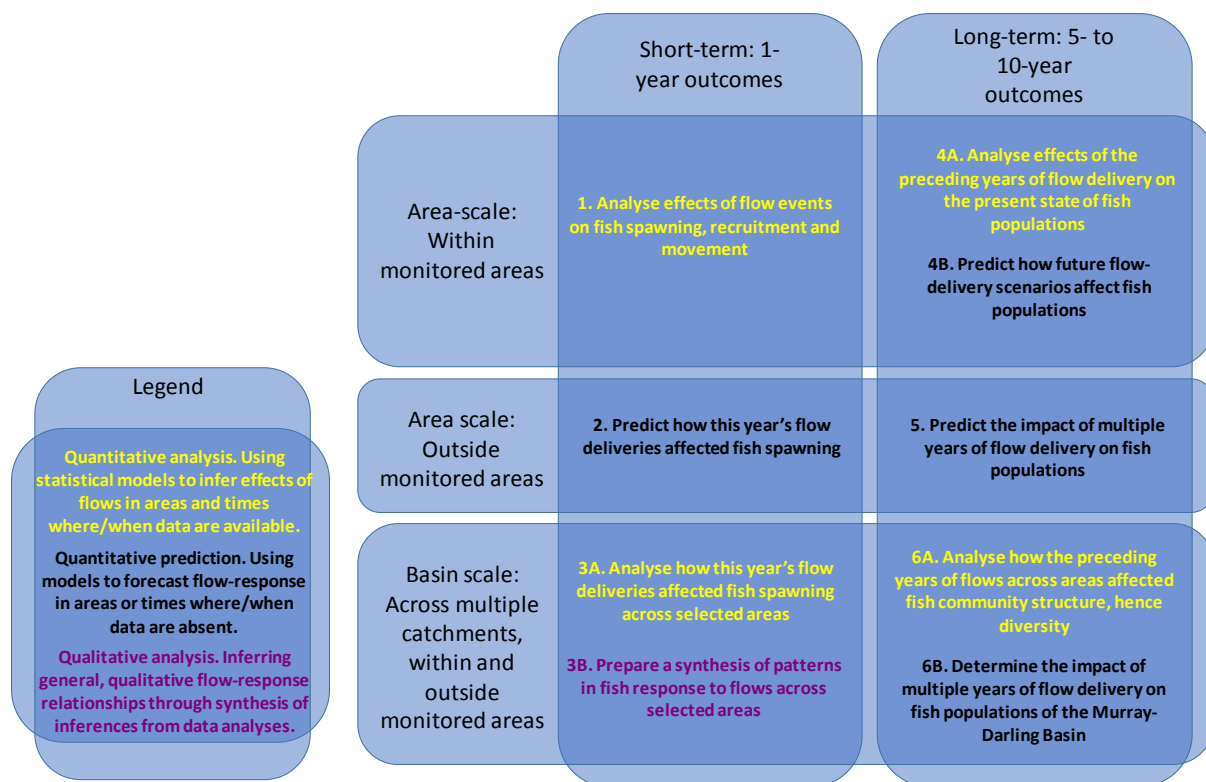 Short-term: 1-
year outcomes
Long-term: 5- to
10-year
outcomes
Area-scale:
Within
monitored areas
1. Analyse effects of flow events
on fish spawning, recruitment and
movement
4A. Analyse effects of the
preceding years of flow delivery on
the present state of fish
populations
4B. Predict how future flow-
delivery scenarios affect fish
populations
Area scale:
Outside
monitored areas
2. Predict how this year's flow
deliveries affected fish spawning
5. Predict the impact of multiple
years of flow delivery on fish
populations
Basin scale:
Across multiple
catchments,
within and
outside
monitored areas
3A. Analyse how this year's flow
deliveries affected fish spawning
across selected areas
3B. Prepare a synthesis of patterns
in fish response to flows across
selected areas
6A. Analyse how the preceding
years of flows across areas affected
fish community structure, hence
diversity
6B. Determine the impact of
multiple years of flow delivery on
fish populations of the Murray-
Darling Basin
Legend
Quantitative analysis. Using
statistical models to infer effects of
flows in areas and times
where/when data are available.
Quantitative prediction. Using
models to forecast flow-response
in areas or times where/when
data are absent.
Qualitative analysis. Inferring
general, qualitative flow-response
relationships through synthesis of
inferences from data analyses.